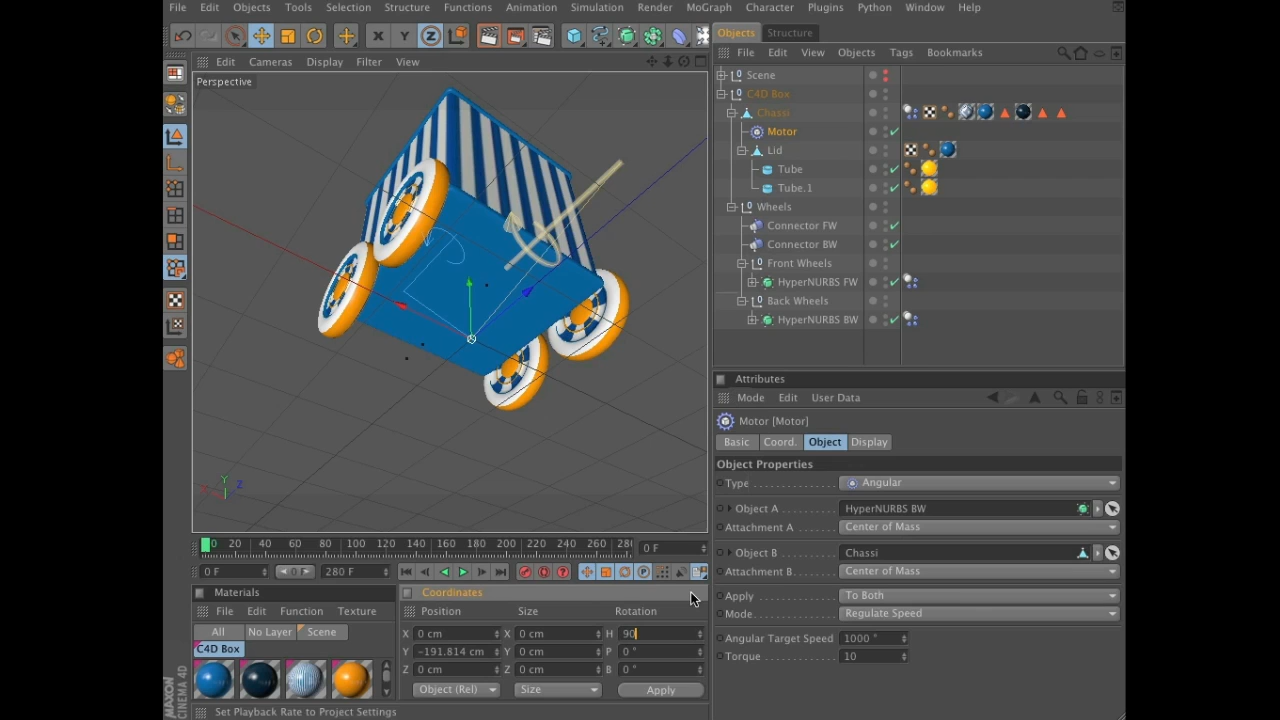 File Edit Objects Tools Selection Structure Functions Animation Simulation Render MoGraph Character Plugins Python Window Help
Objects Structure
File Edit View Objects Tags Bookmarks
Edit Cameras Display Filter View
Perspective
Scene
C4D Box
Chassi
Motor
Lid
Tube
Tube.1
Wheels
Connector FW
Connector BW
Front Wheels
HyperNURBS FW
Back Wheels
HyperNURBS BW
X Y Z
Y
X Z
Attributes
Mode Edit User Data
Motor [Motor]
Basic Coord. Object Display
Object Properties
Type Angular
Object A HyperNURBS BW
Attachment A Center of Mass
Object B Chassi
Attachment B Center of Mass
Apply To Both
Mode Regulate Speed
Angular Target Speed 1000 °
Torque 10
0 20 40 60 80 100 120 140 160 180 200 220 240 260 28
0 F
0 F 0 F 280 F
Materials
File Edit Function Texture
All No Layer Scene
C4D Box
Coordinates
Position Size Rotation
X 0 cm X 0 cm H 90
Y -191.814 cm Y 0 cm P 0 °
Z 0 cm Z 0 cm B 0 °
Object (Rel) Size Apply
MAXON
CINEMA 4D
Set Playback Rate to Project Settings